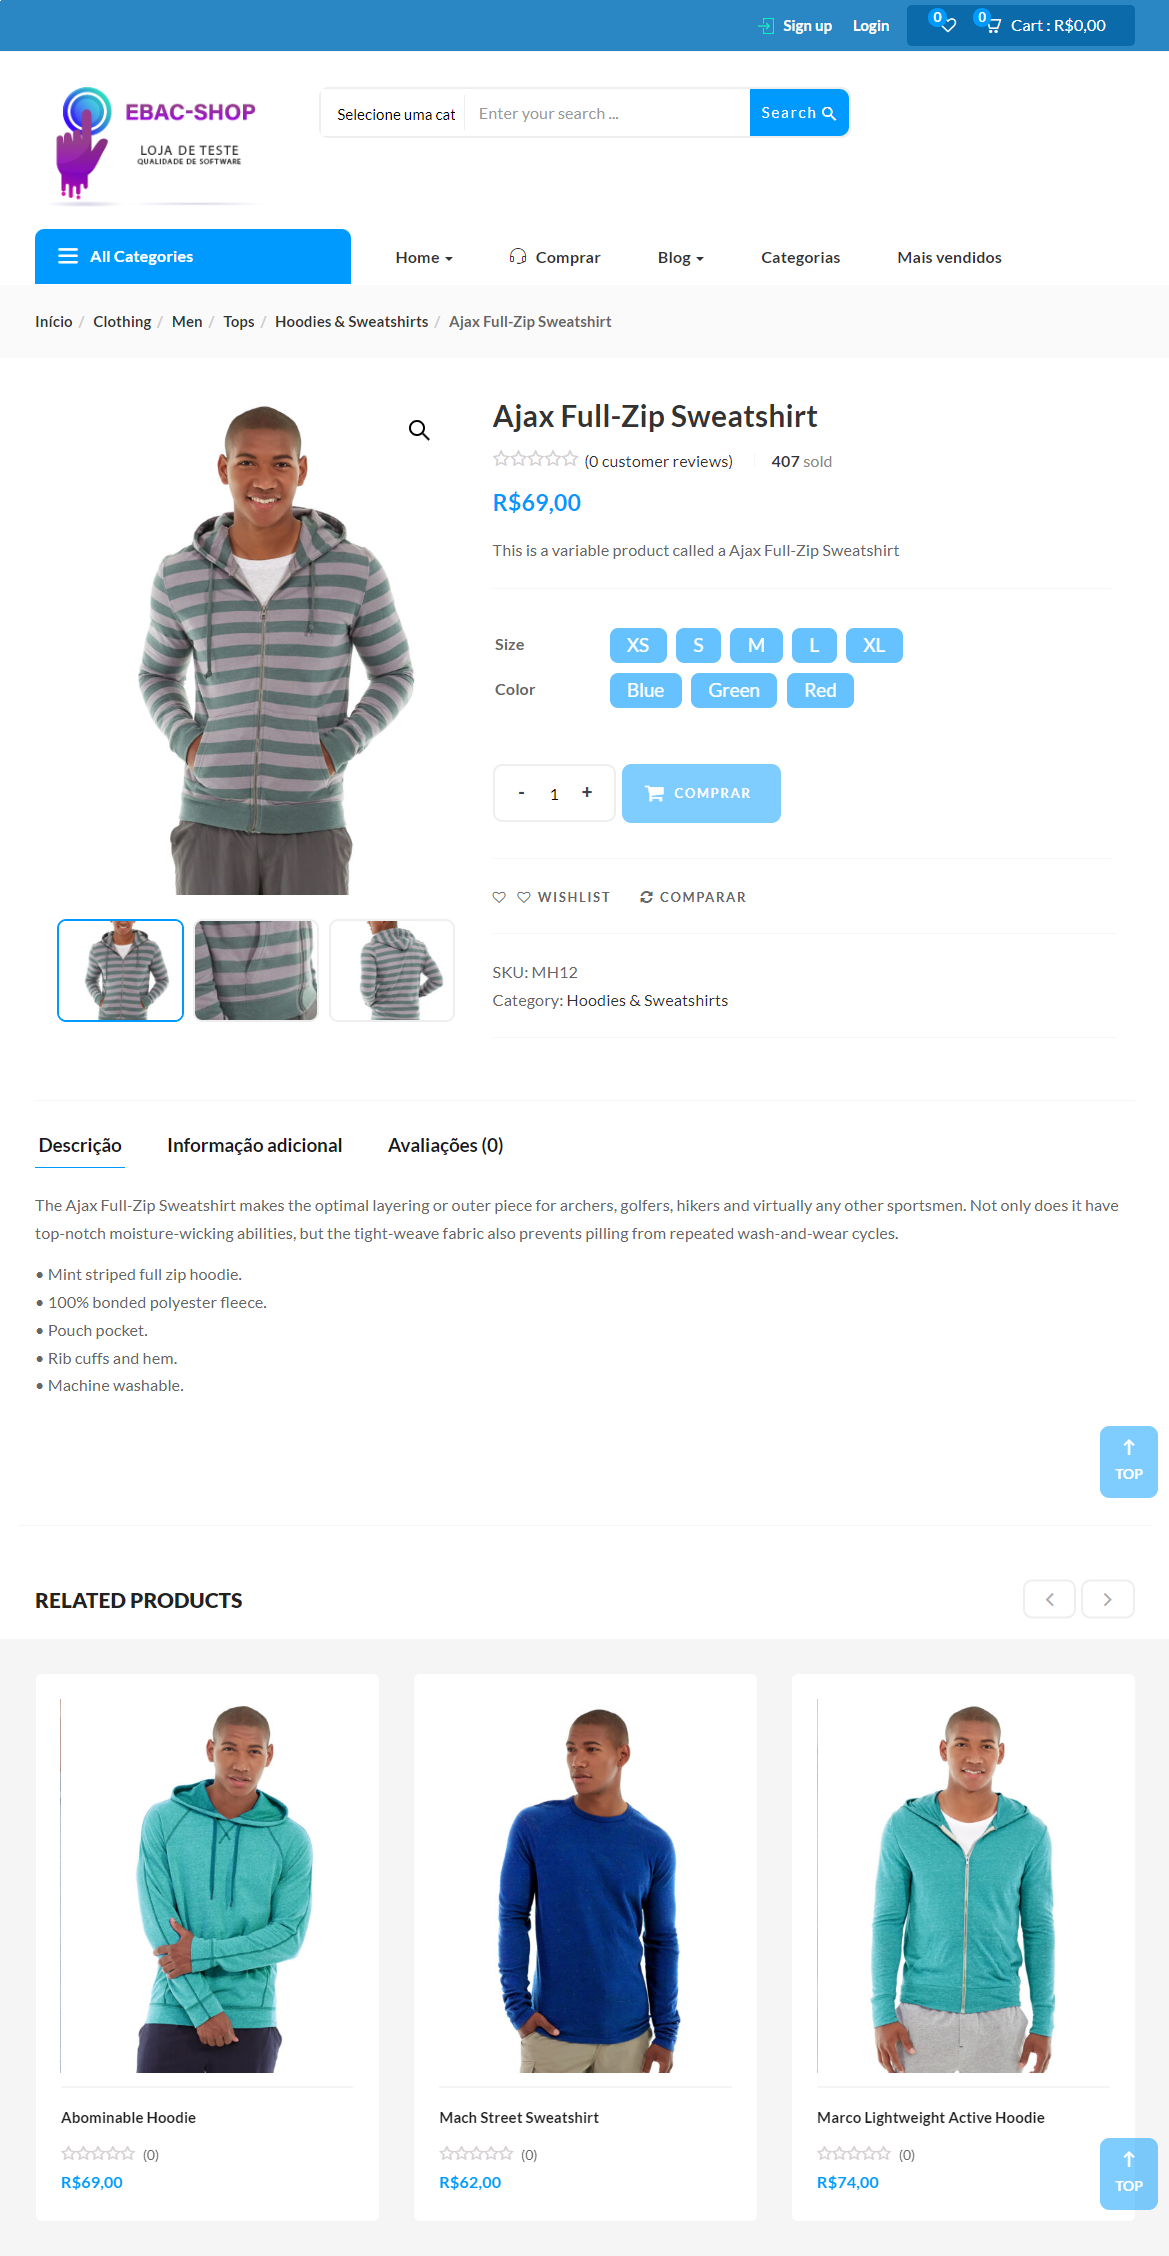 Sign up Login 0 0 Cart : R$0,00
EBAC-SHOP
LOJA DE TESTE
QUALIDADE DE SOFTWARE
Selecione uma cat Enter your search ... Search
All Categories Home Comprar Blog Categorias Mais vendidos
Início / Clothing / Men / Tops / Hoodies & Sweatshirts / Ajax Full-Zip Sweatshirt
Ajax Full-Zip Sweatshirt
(0 customer reviews) 407 sold
R$69,00
This is a variable product called a Ajax Full-Zip Sweatshirt
Size XS S M L XL
Color Blue Green Red
- 1 + COMPRAR
WISHLIST COMPARAR
SKU: MH12
Category: Hoodies & Sweatshirts
Descrição Informação adicional Avaliações (0)
The Ajax Full-Zip Sweatshirt makes the optimal layering or outer piece for archers, golfers, hikers and virtually any other sportsmen. Not only does it have
top-notch moisture-wicking abilities, but the tight-weave fabric also prevents pilling from repeated wash-and-wear cycles.
• Mint striped full zip hoodie.
• 100% bonded polyester fleece.
• Pouch pocket.
• Rib cuffs and hem.
• Machine washable.
TOP
RELATED PRODUCTS
Abominable Hoodie
(0)
R$69,00
Mach Street Sweatshirt
(0)
R$62,00
Marco Lightweight Active Hoodie
(0)
R$74,00
TOP